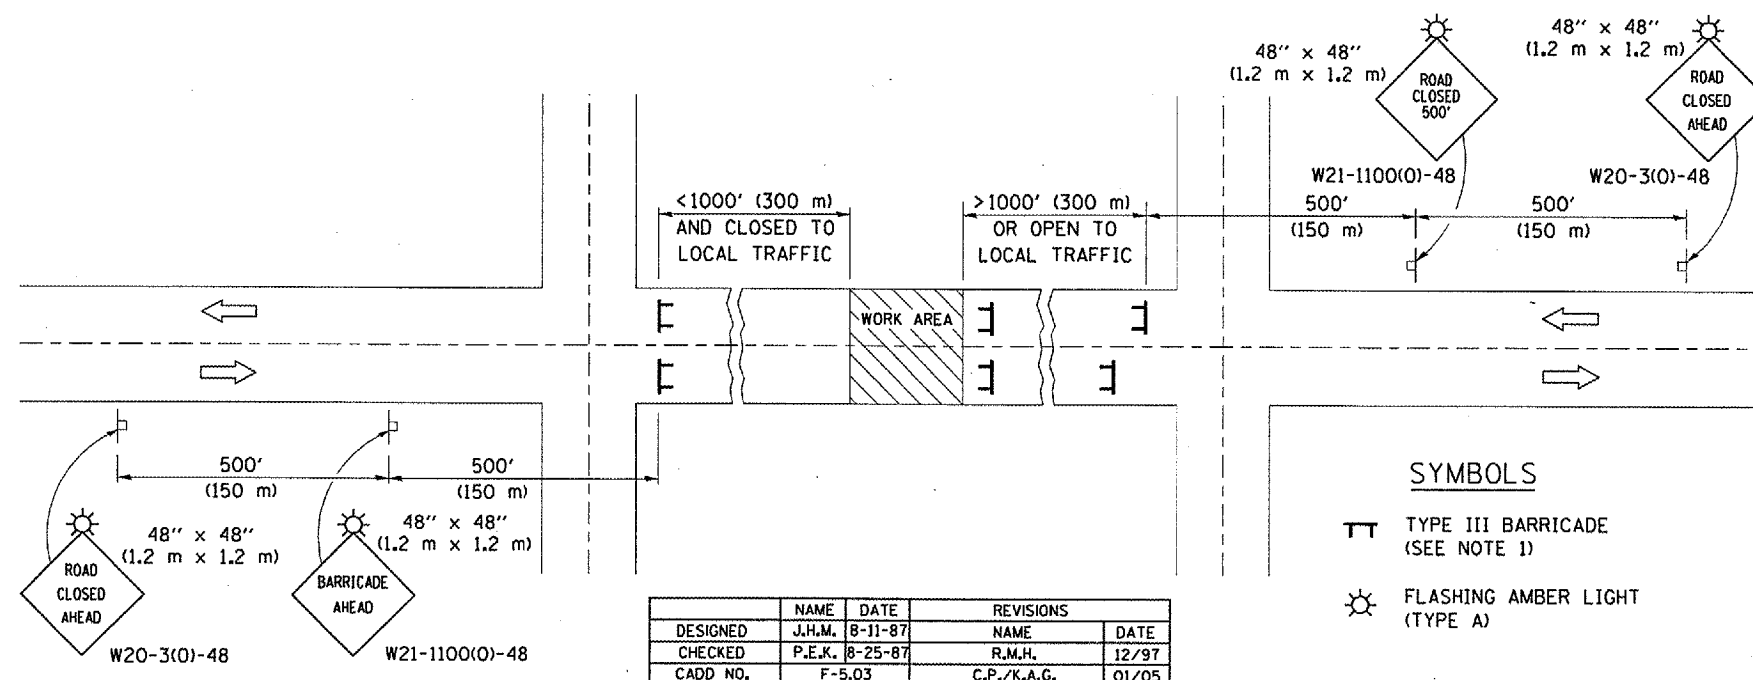 48" x 48"
(1.2 m x 1.2 m)
ROAD
CLOSED
500'
W21-1100(O)-48
48" x 48"
(1.2 m x 1.2 m)
ROAD
CLOSED
AHEAD
W20-3(O)-48
<1000' (300 m)
AND CLOSED TO
LOCAL TRAFFIC
>1000' (300 m)
OR OPEN TO
LOCAL TRAFFIC
500'
(150 m)
500'
(150 m)
WORK AREA
500'
(150 m)
500'
(150 m)
48" x 48"
(1.2 m x 1.2 m)
ROAD
CLOSED
AHEAD
W20-3(O)-48
48" x 48"
(1.2 m x 1.2 m)
BARRICADE
AHEAD
W21-1100(O)-48
SYMBOLS
TYPE III BARRICADE
(SEE NOTE 1)
FLASHING AMBER LIGHT
(TYPE A)
NAME DATE REVISIONS
DESIGNED J.H.M. 8-11-87 NAME DATE
CHECKED P.E.K. 8-25-87 R.M.H. 12/97
CADD NO. F-5.03 C.P./K.A.G. 01/05